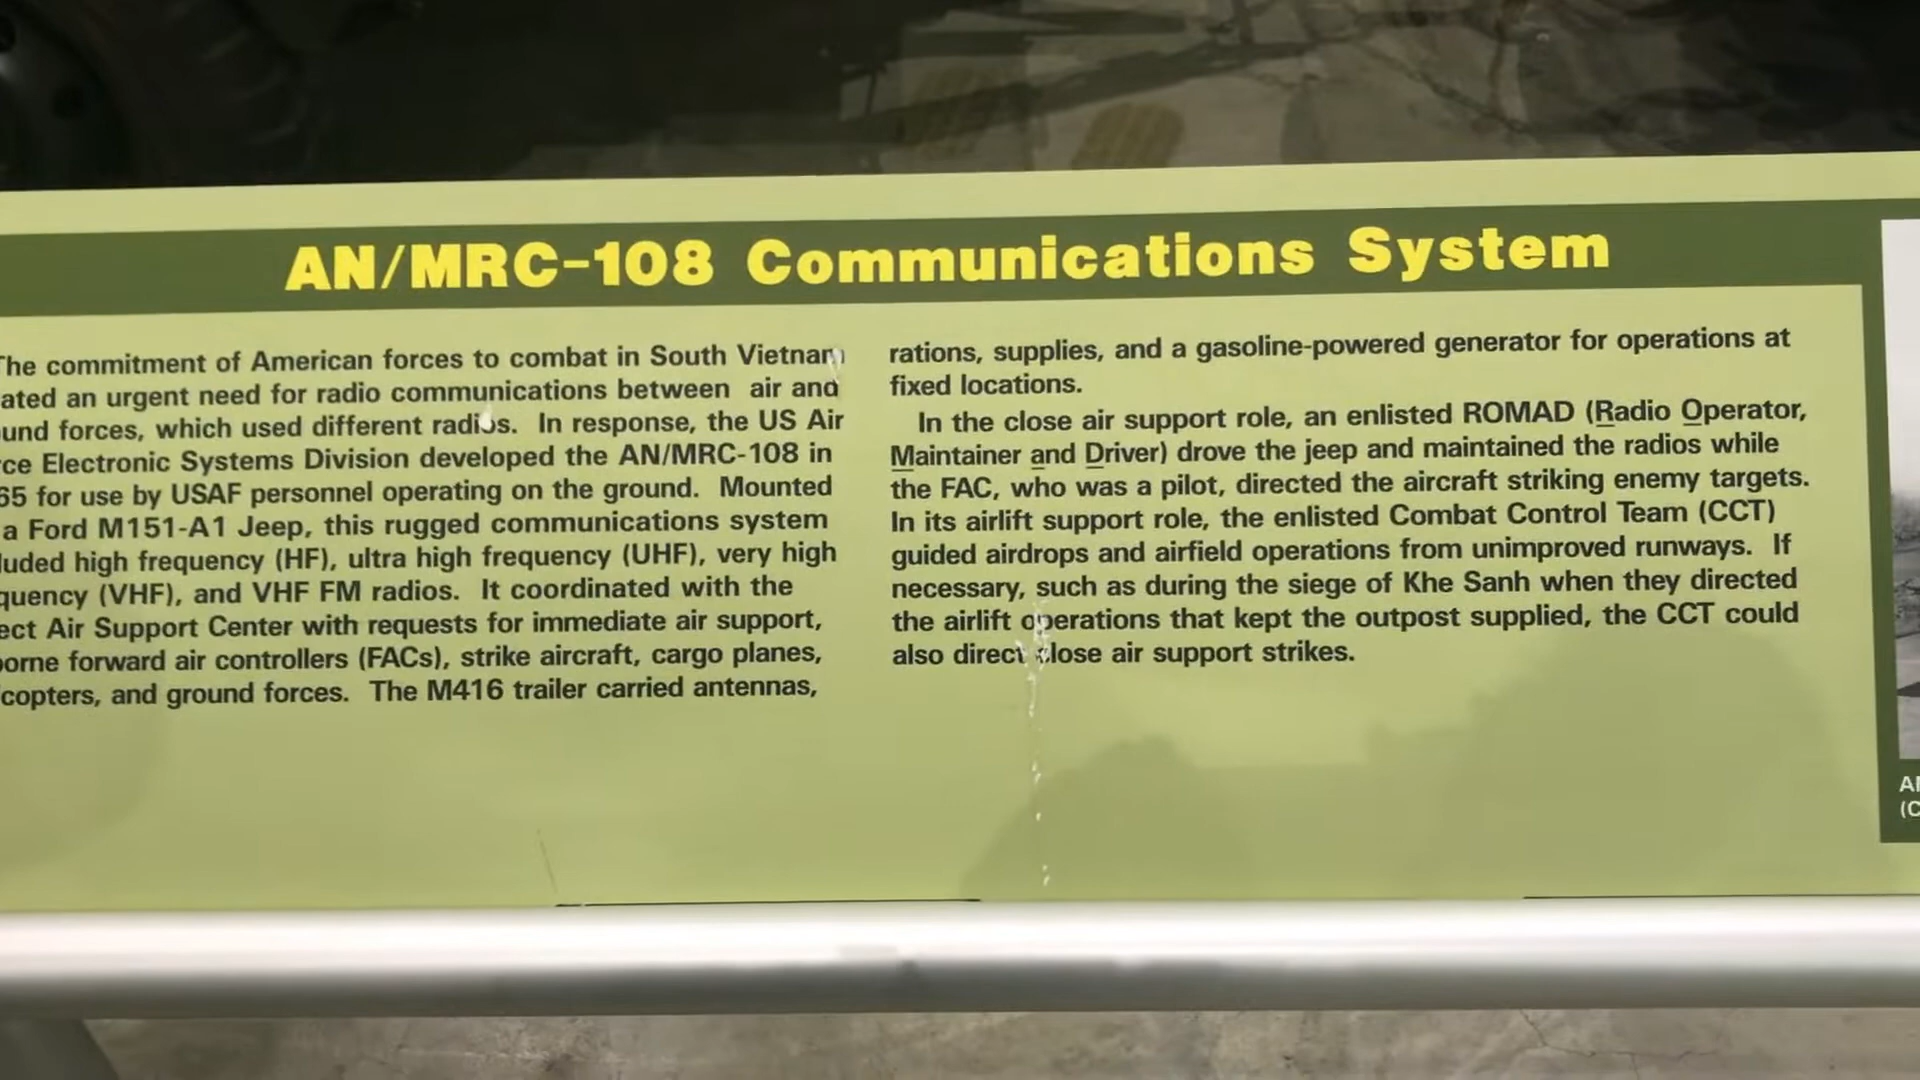 AN/MRC-108 Communications System
The commitment of American forces to combat in South Vietnam
ated an urgent need for radio communications between air and
und forces, which used different radios. In response, the US Air
ce Electronic Systems Division developed the AN/MRC-108 in
65 for use by USAF personnel operating on the ground. Mounted
a Ford M151-A1 Jeep, this rugged communications system
luded high frequency (HF), ultra high frequency (UHF), very high
quency (VHF), and VHF FM radios. It coordinated with the
ect Air Support Center with requests for immediate air support,
orne forward air controllers (FACs), strike aircraft, cargo planes,
copters, and ground forces. The M416 trailer carried antennas,
rations, supplies, and a gasoline-powered generator for operations at
fixed locations.
In the close air support role, an enlisted ROMAD (Radio Operator,
Maintainer and Driver) drove the jeep and maintained the radios while
the FAC, who was a pilot, directed the aircraft striking enemy targets.
In its airlift support role, the enlisted Combat Control Team (CCT)
guided airdrops and airfield operations from unimproved runways. If
necessary, such as during the siege of Khe Sanh when they directed
the airlift operations that kept the outpost supplied, the CCT could
also direct close air support strikes.